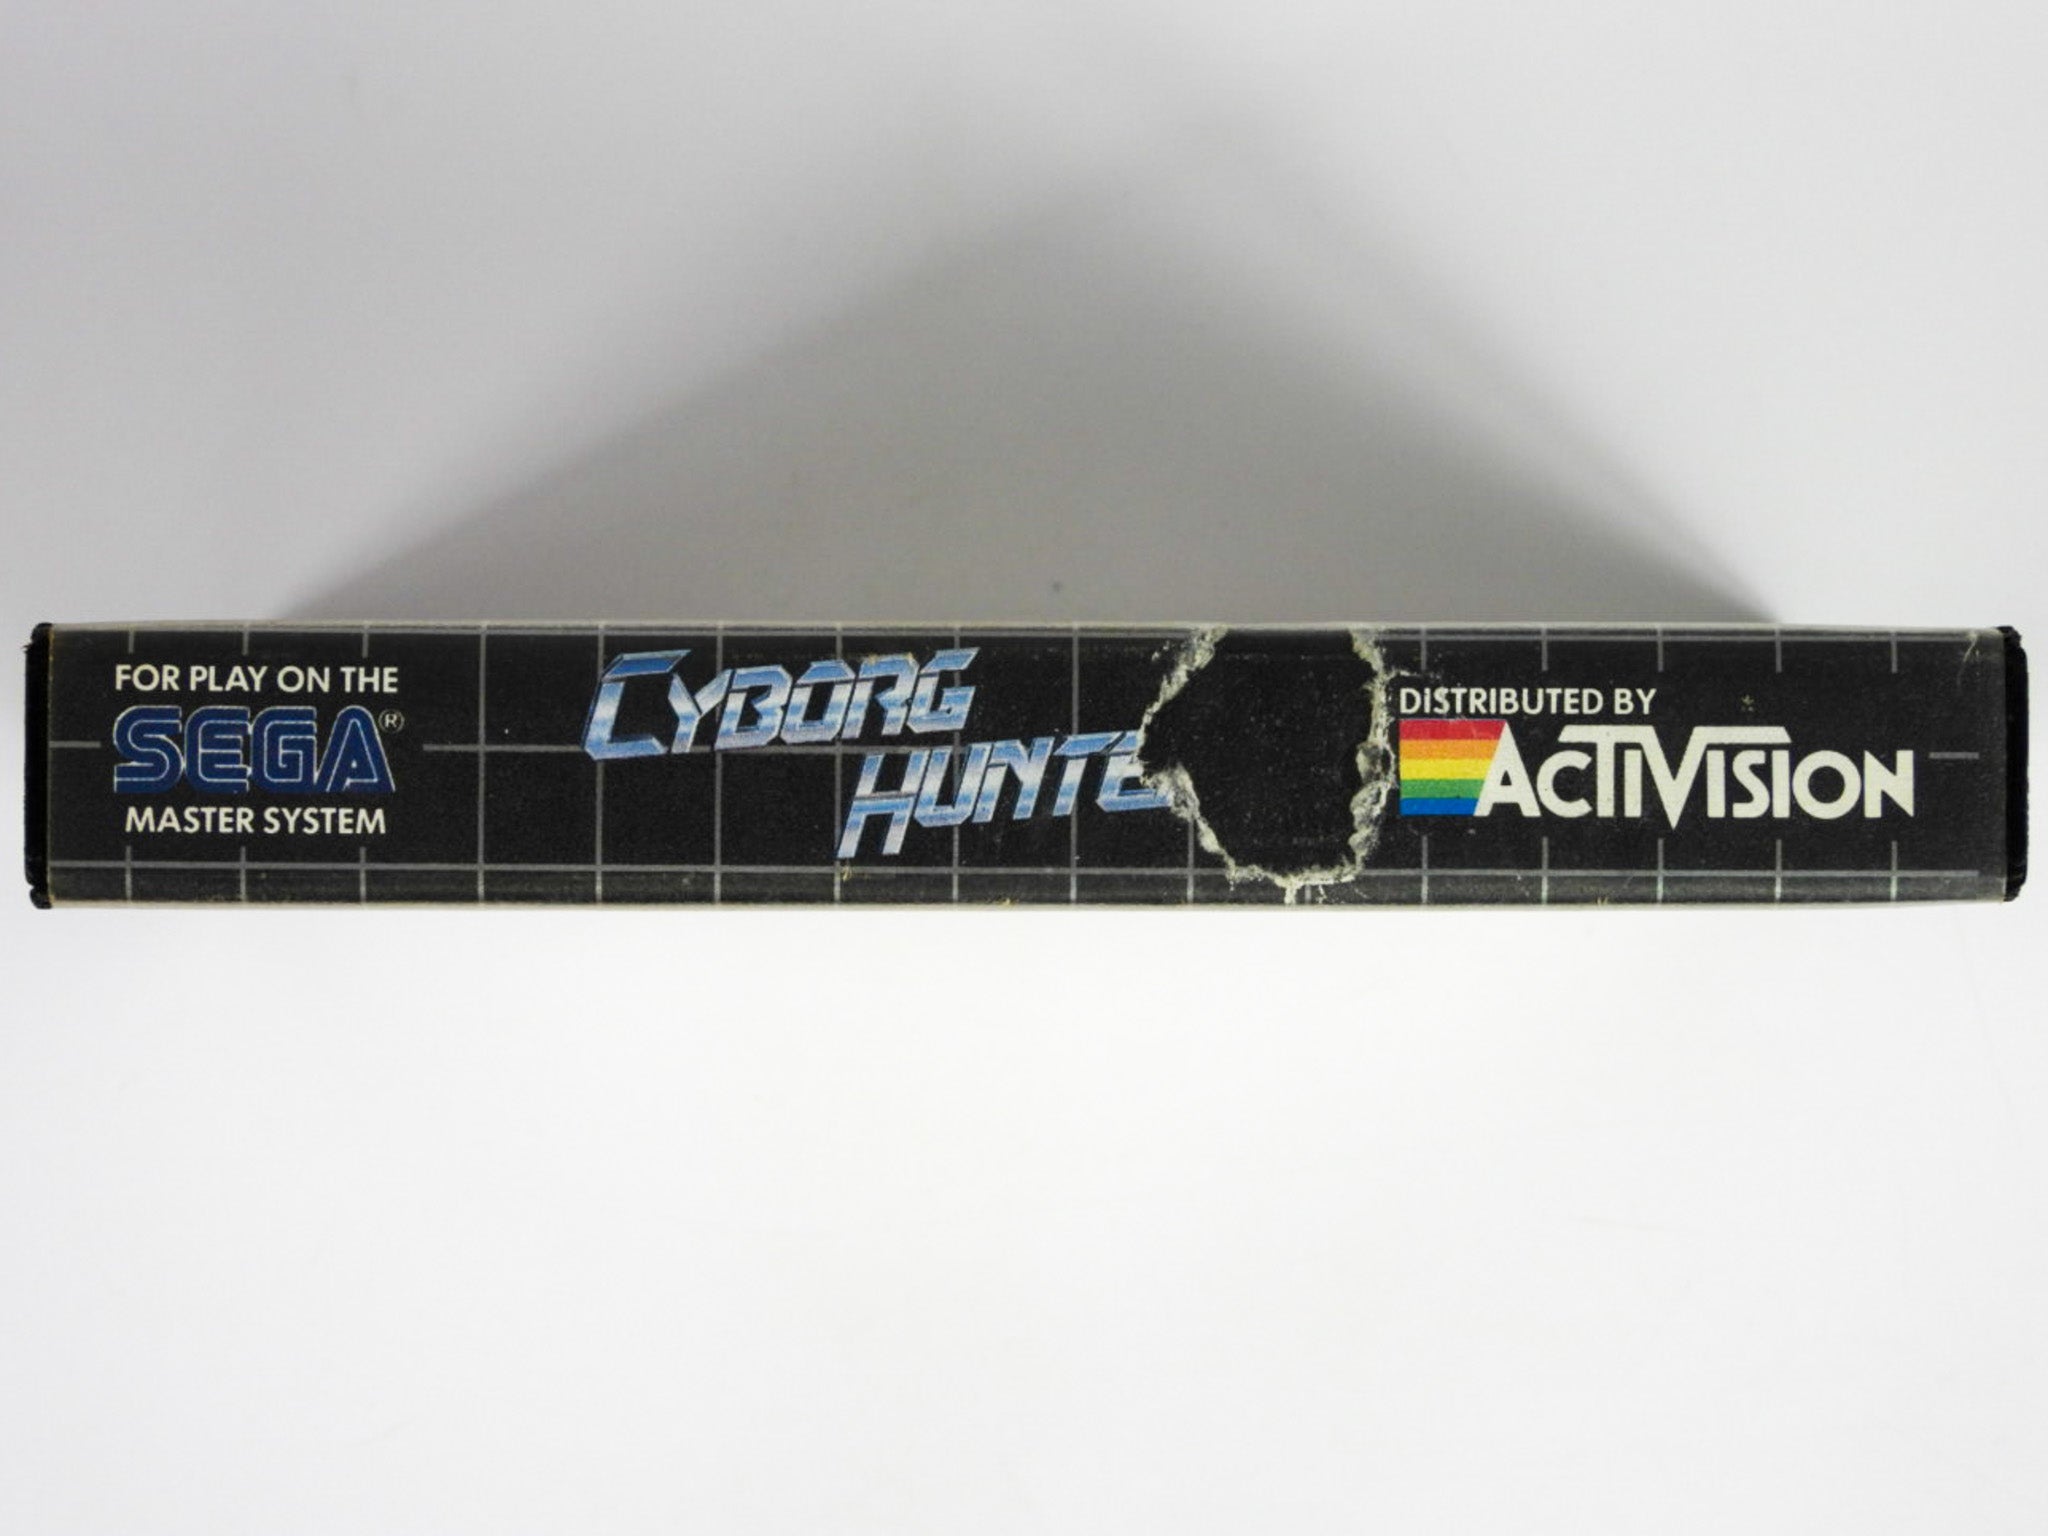 FOR PLAY ON THE
SEGA®
MASTER SYSTEM
CYBORG
HUNTE
DISTRIBUTED BY
ACTIVISION